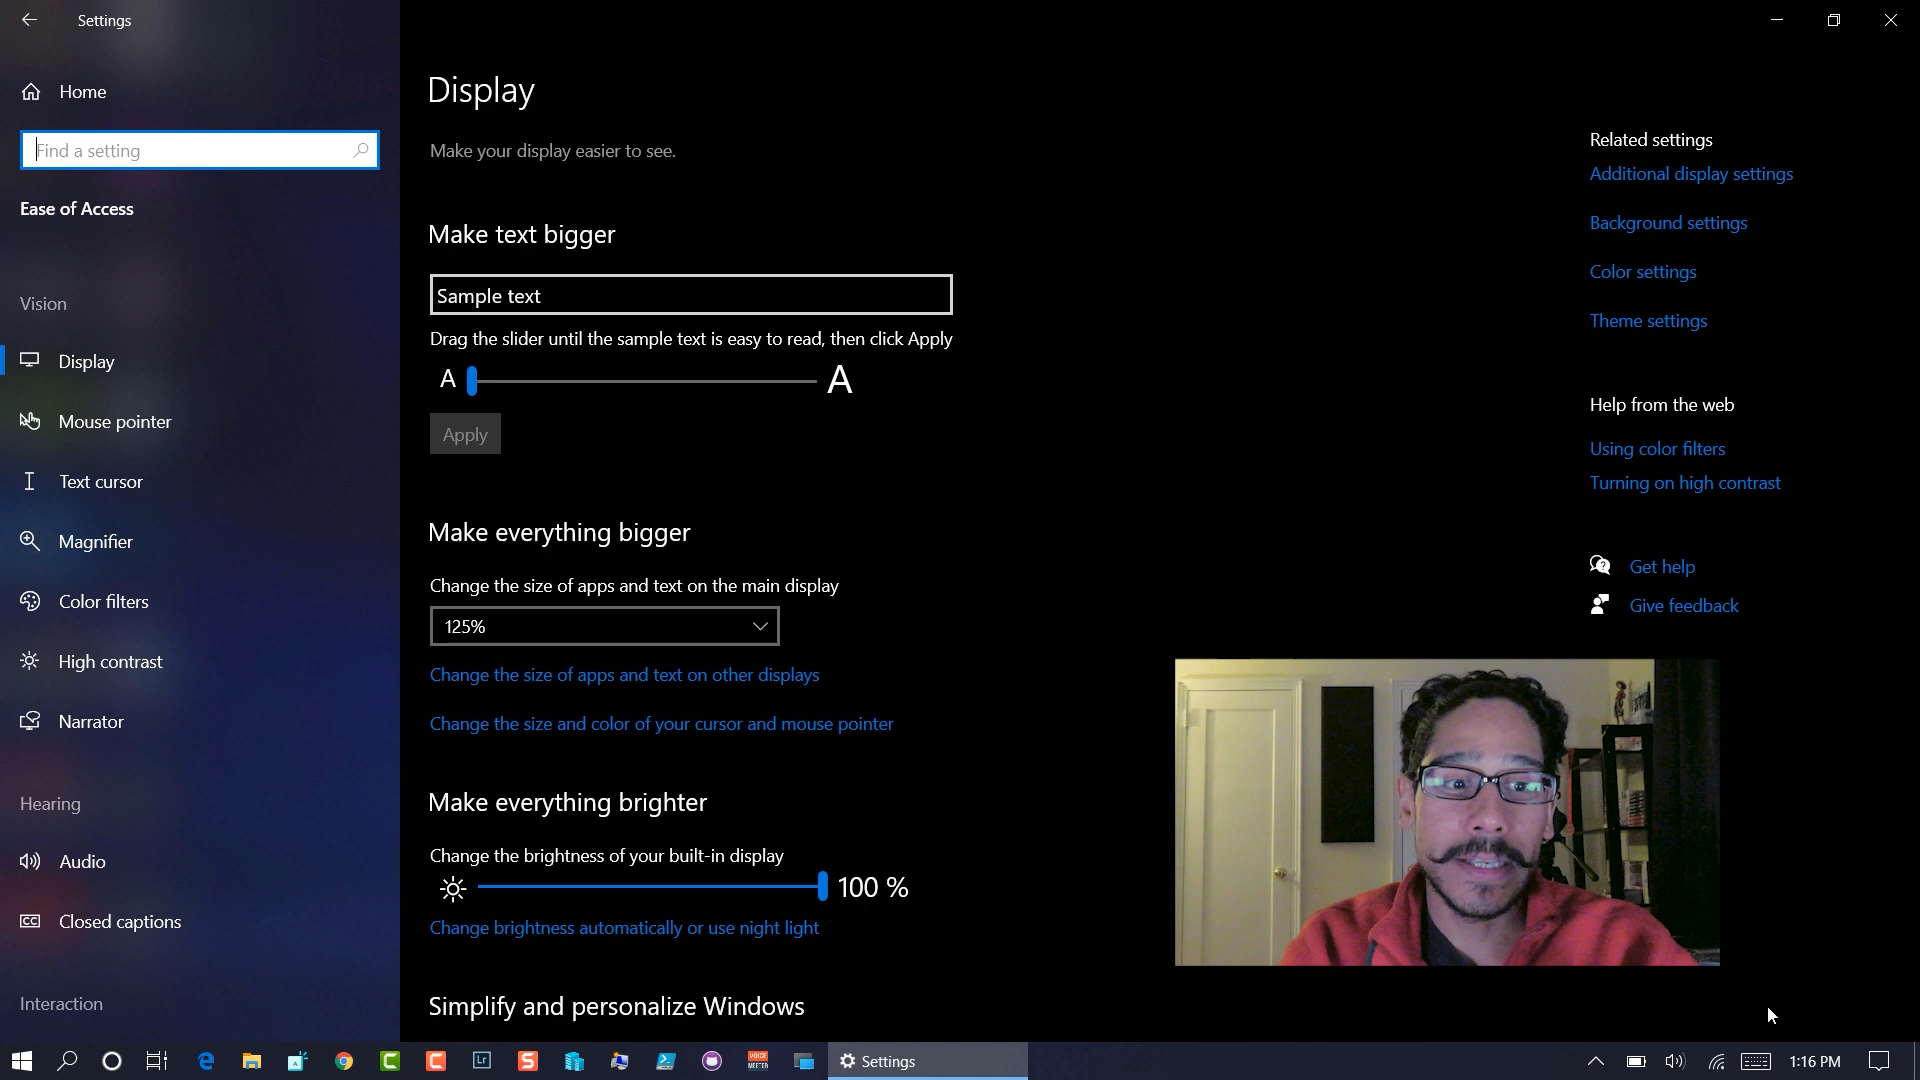 Settings
Home
Find a setting
Ease of Access
Vision
Display
Mouse pointer
Text cursor
Magnifier
Color filters
High contrast
Narrator
Hearing
Audio
Closed captions
Interaction
Display
Make your display easier to see.
Make text bigger
Sample text
Drag the slider until the sample text is easy to read, then click Apply
A A
Apply
Make everything bigger
Change the size of apps and text on the main display
125%
Change the size of apps and text on other displays
Change the size and color of your cursor and mouse pointer
Make everything brighter
Change the brightness of your built-in display
100 %
Change brightness automatically or use night light
Simplify and personalize Windows
Related settings
Additional display settings
Background settings
Color settings
Theme settings
Help from the web
Using color filters
Turning on high contrast
Get help
Give feedback
Lr
VOICE
MEETER
Settings
1:16 PM